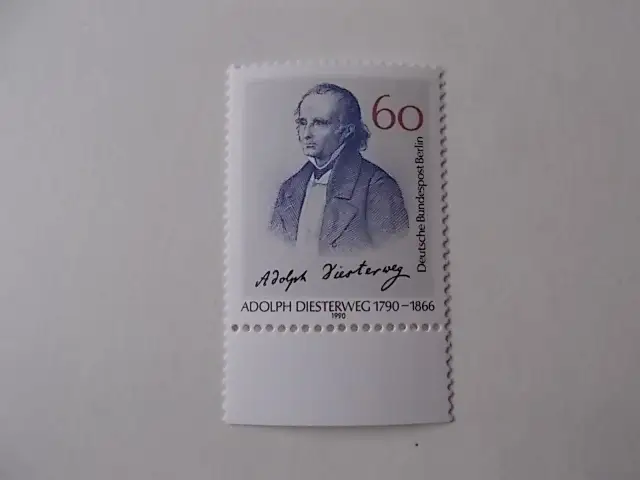 60
Deutsche Bundespost Berlin
Adolph Diesterweg
ADOLPH DIESTERWEG 1790–1866
1990